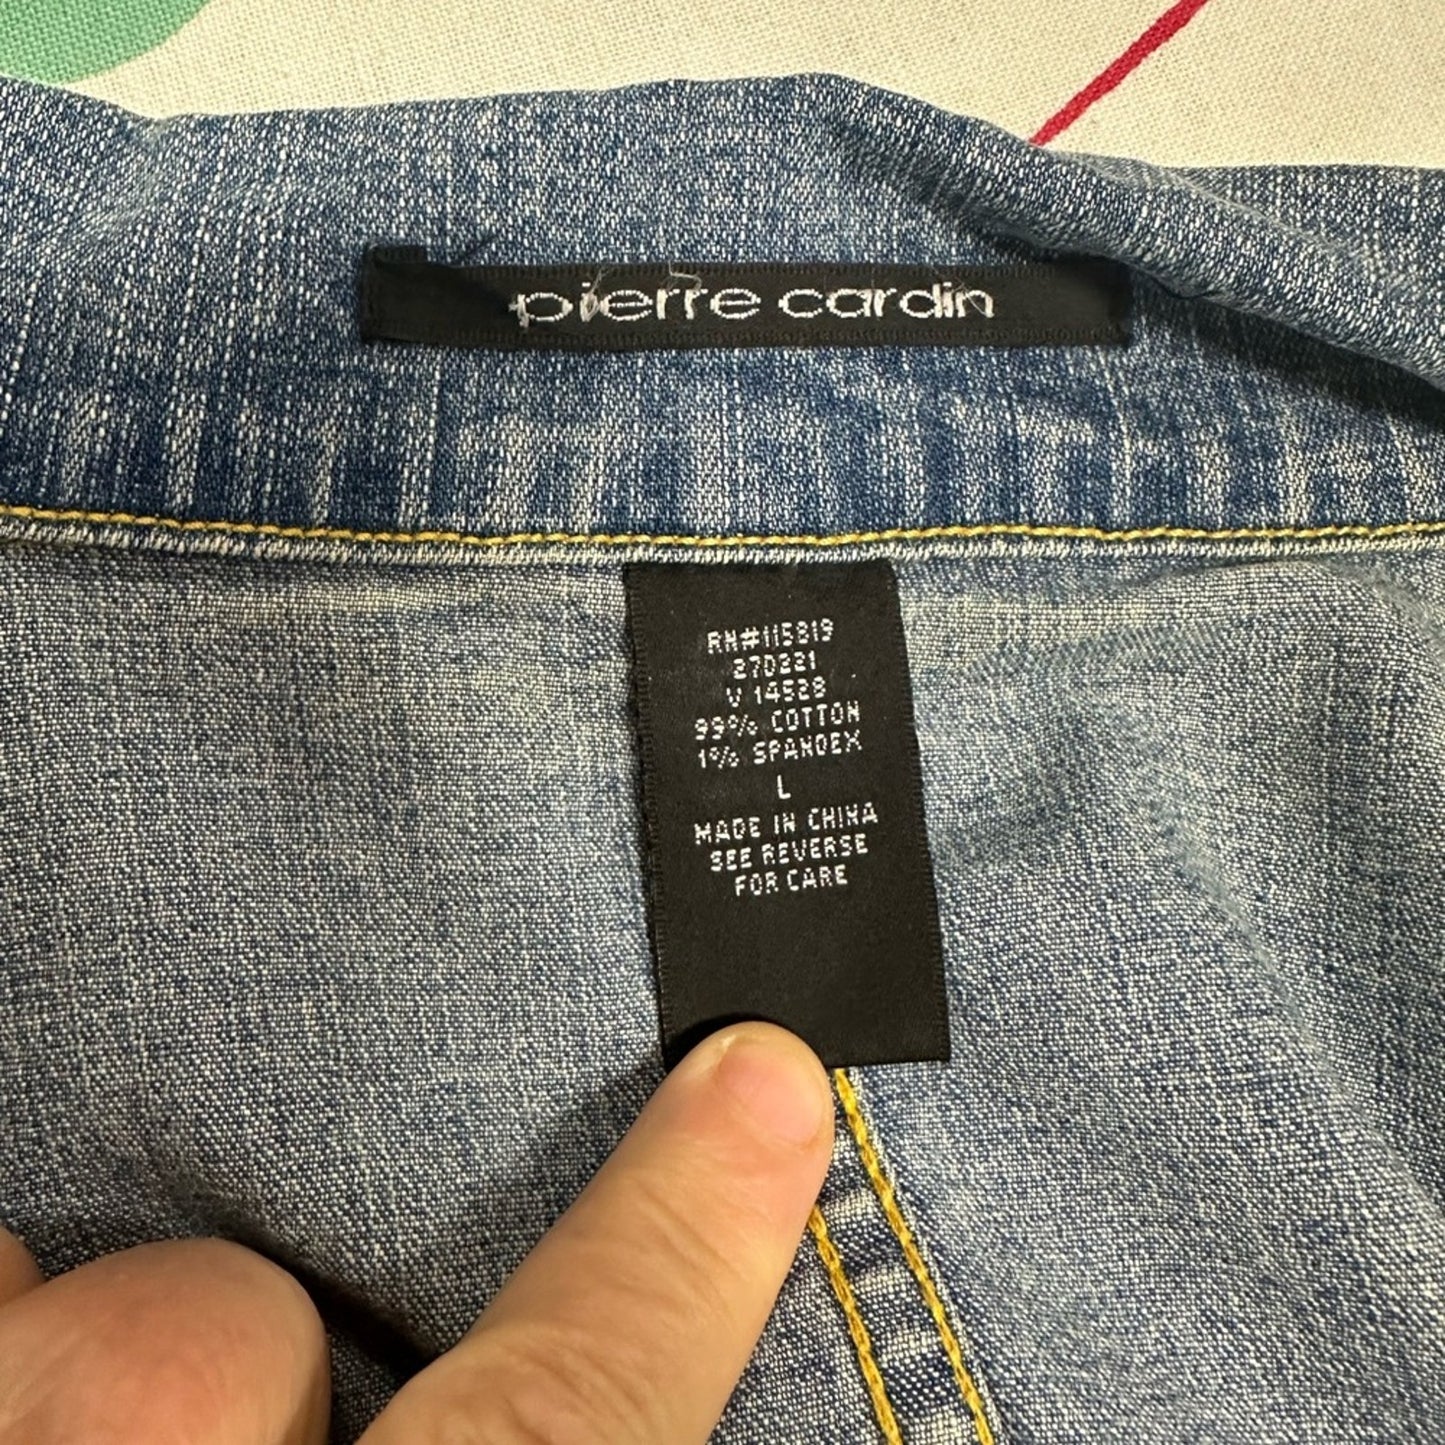 pierre cardin
RN#115819
270221
V 14528
99% COTTON
1% SPANDEX
L
MADE IN CHINA
SEE REVERSE
FOR CARE